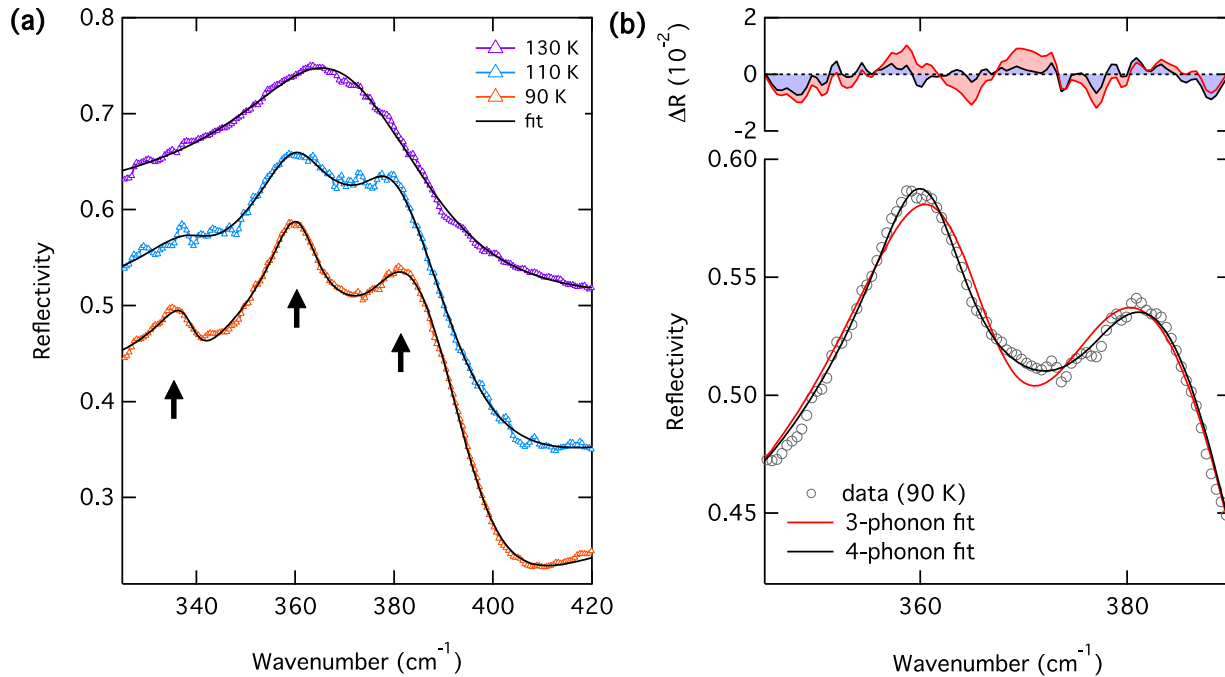 (a)
0.8
0.7
0.6
0.5
0.4
0.3
Reflectivity
130 K
110 K
90 K
fit
340
360
380
400
420
Wavenumber (cm⁻¹)
(b)
2
0
-2
ΔR (10⁻²)
0.60
0.55
0.50
0.45
Reflectivity
data (90 K)
3-phonon fit
4-phonon fit
360
380
Wavenumber (cm⁻¹)